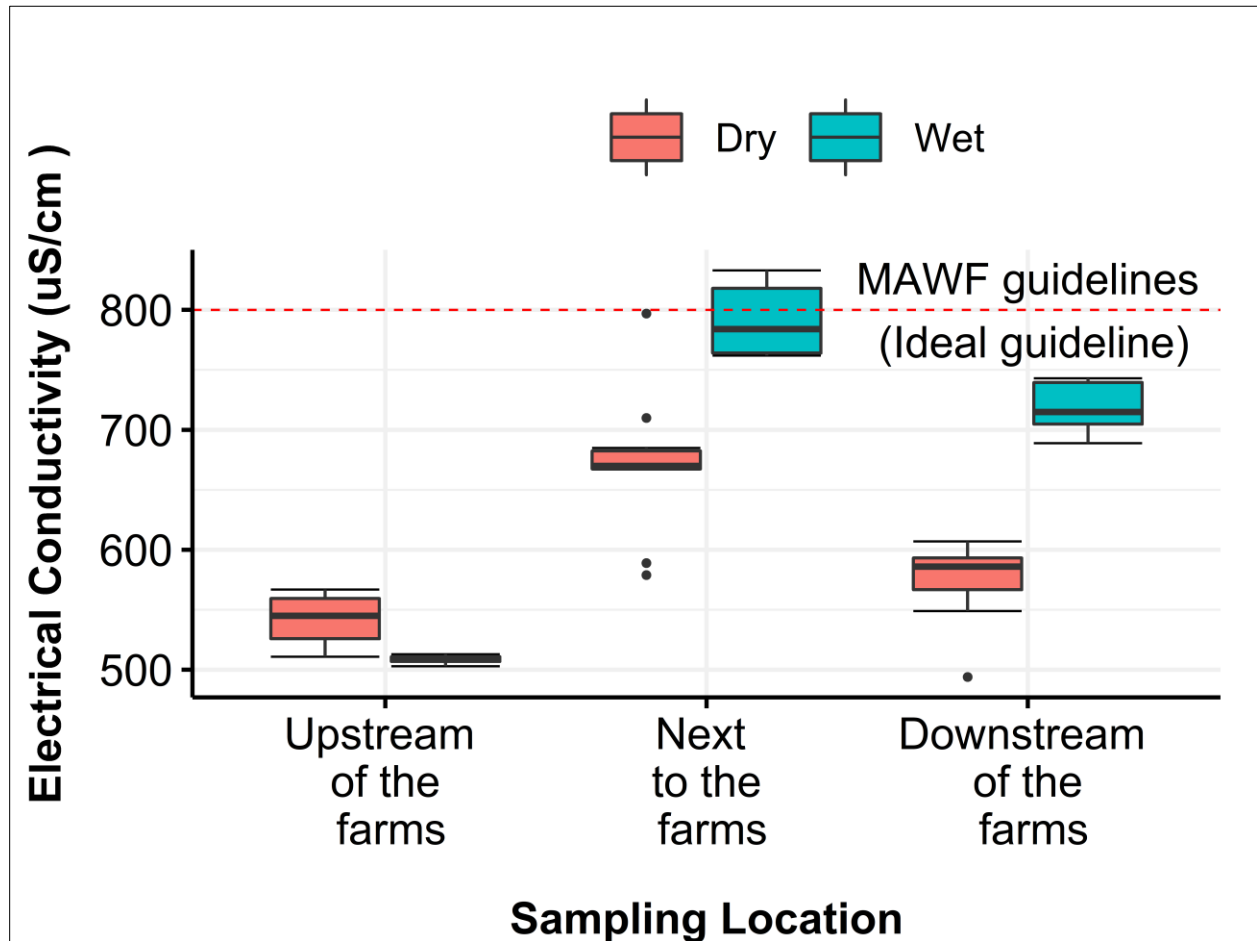 Dry
Wet
Electrical Conductivity (uS/cm )
800
700
600
500
MAWF guidelines
(Ideal guideline)
Upstream
of the
farms
Next
to the
farms
Downstream
of the
farms
Sampling Location